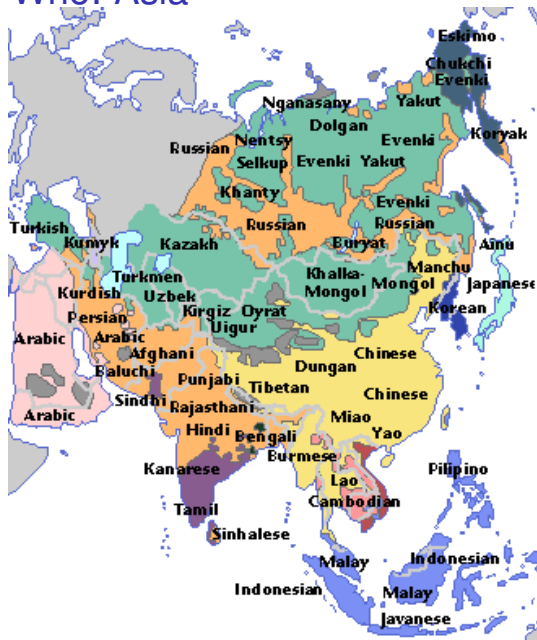 Who: Asia
Eskimo
Chukchi
Evenki
Nganasany
Yakut
Dolgan
Koryak
Russian
Nentsy
Evenki
Selkup
Evenki
Yakut
Khanty
Evenki
Turkish
Russian
Russian
Kumyk
Kazakh
Buryat
Ainu
Manchu
Khalka-
Mongol
Mongol
Japanese
Turkmen
Kurdish
Uzbek
Kirgiz
Oyrat
Korean
Persian
Uigur
Arabic
Arabic
Afghani
Chinese
Baluchi
Dungan
Punjabi
Tibetan
Sindhi
Chinese
Arabic
Rajasthani
Miao
Hindi
Bengali
Yao
Burmese
Kanarese
Pilipino
Lao
Cambodian
Tamil
Sinhalese
Malay
Indonesian
Indonesian
Malay
Javanese